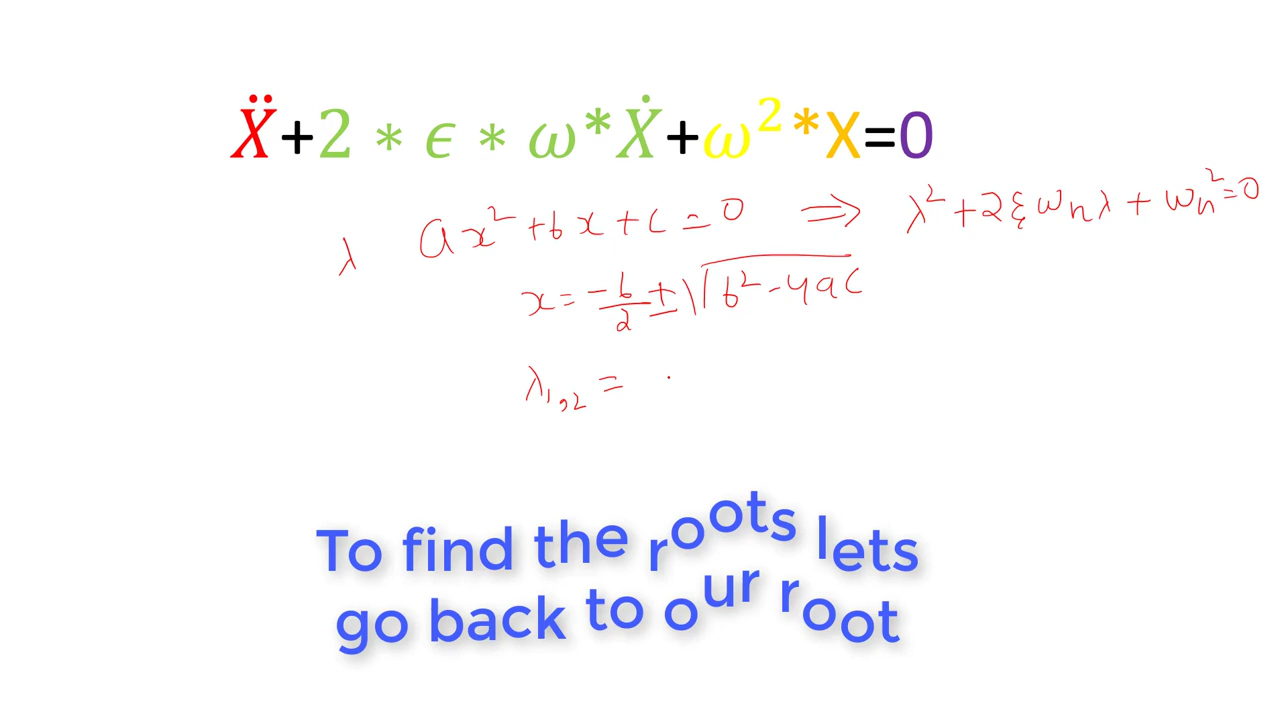 Ẍ+2 * ϵ * ω*Ẋ+ω²*X=0
ax²+bx+c=0 ⇒ λ²+2ξωₙλ+ωₙ²=0
λ
x = -b/2 ± √(b²-4ac
λ₁,₂ = .
To find the roots lets
go back to our root